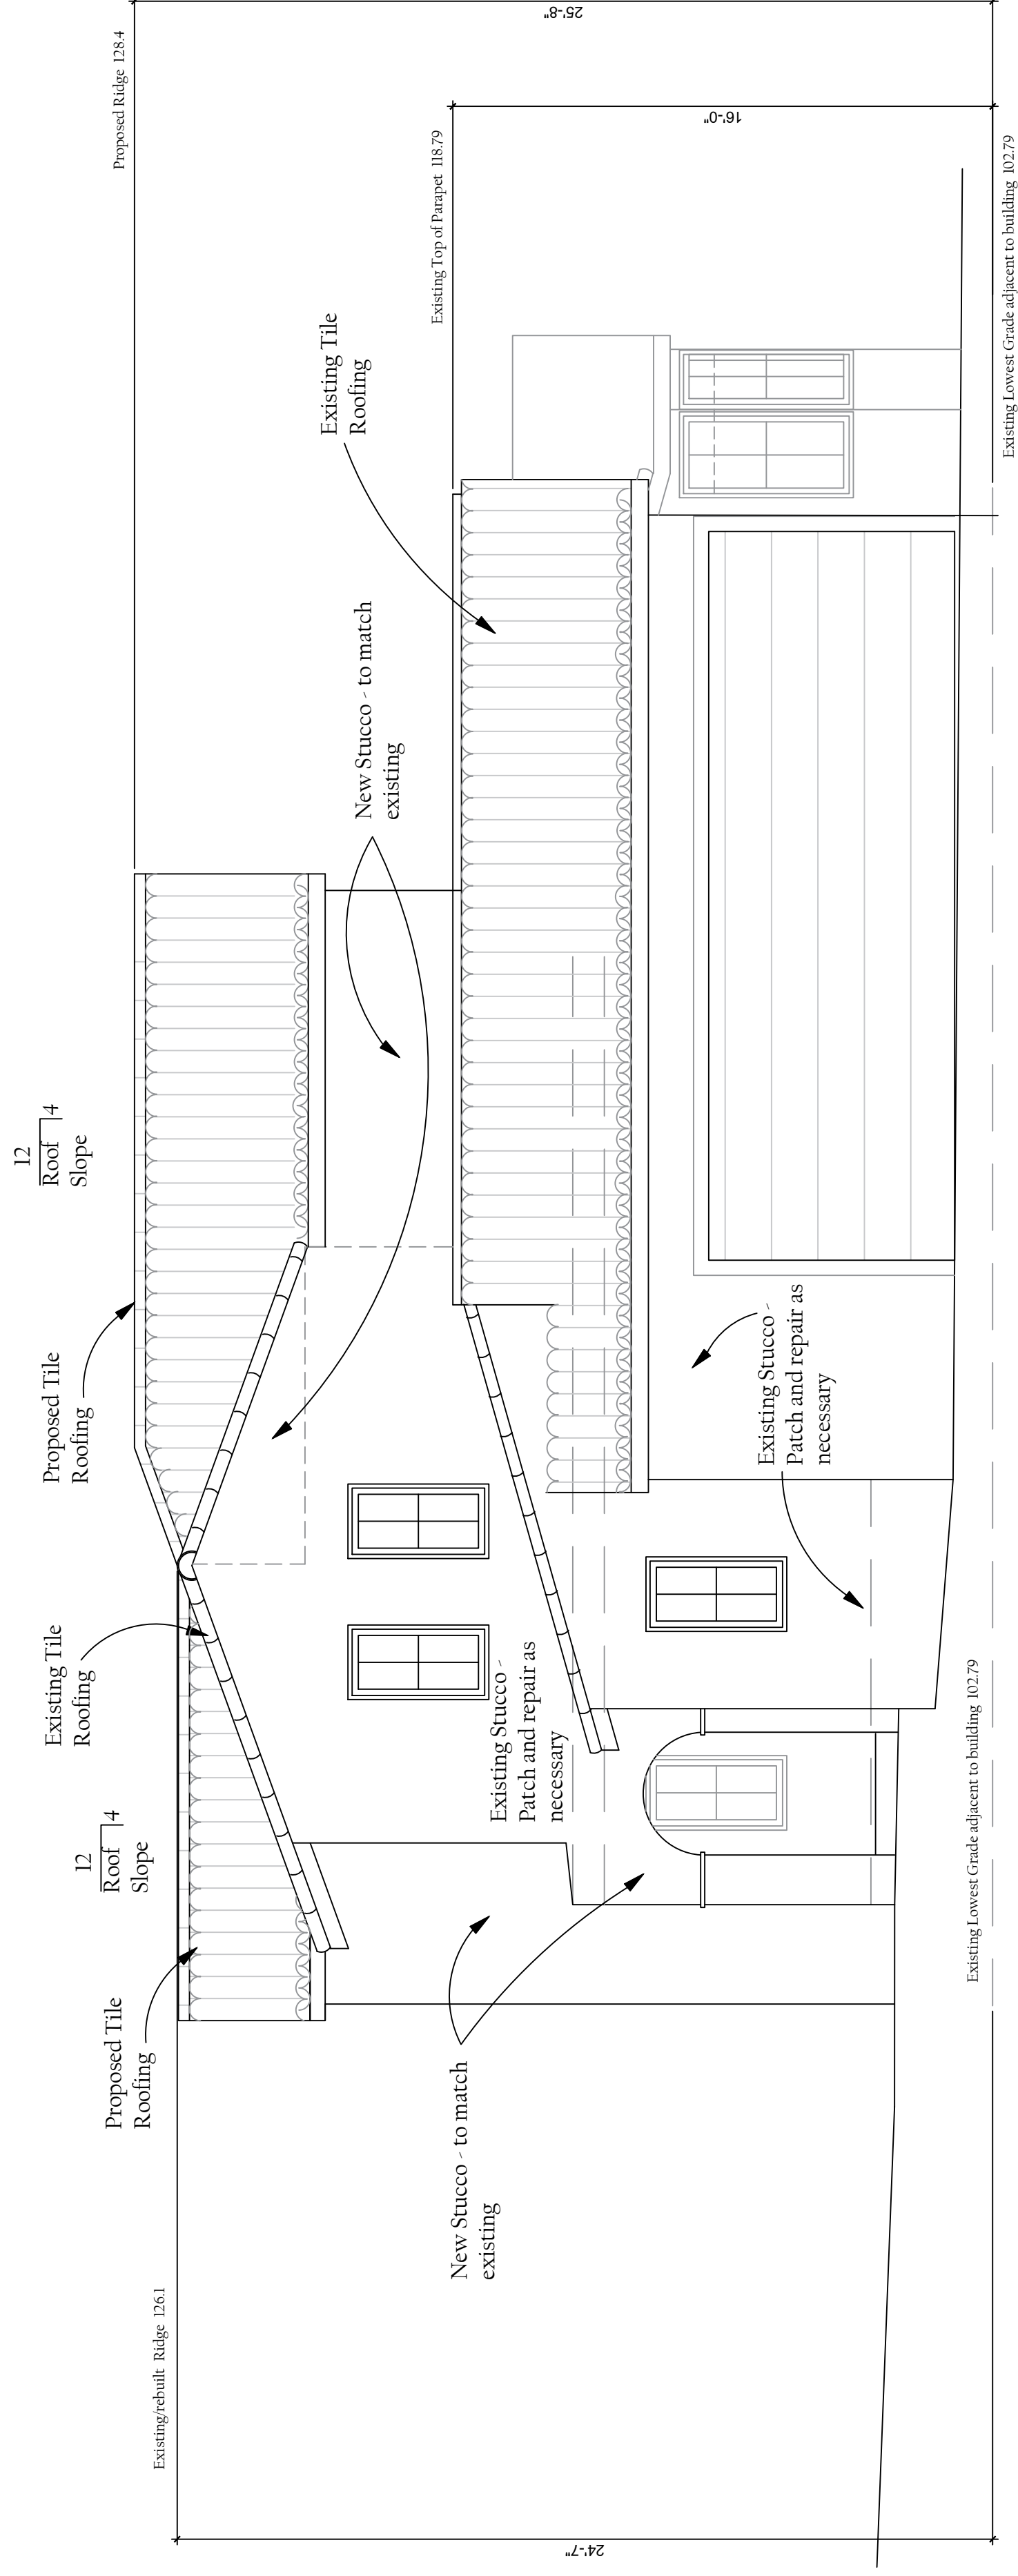 Existing/rebuilt Ridge 126.1
24'-7"
Proposed Tile
Roofing
12
Roof 4
Slope
Existing Tile
Roofing
Proposed Tile
Roofing
12
Roof 4
Slope
Proposed Ridge 128.4
25'-8"
New Stucco - to match
existing
Existing Stucco -
Patch and repair as
necessary
New Stucco - to match
existing
Existing Tile
Roofing
Existing Top of Parapet 118.79
16'-0"
Existing Stucco -
Patch and repair as
necessary
Existing Lowest Grade adjacent to building 102.79
Existing Lowest Grade adjacent to building 102.79